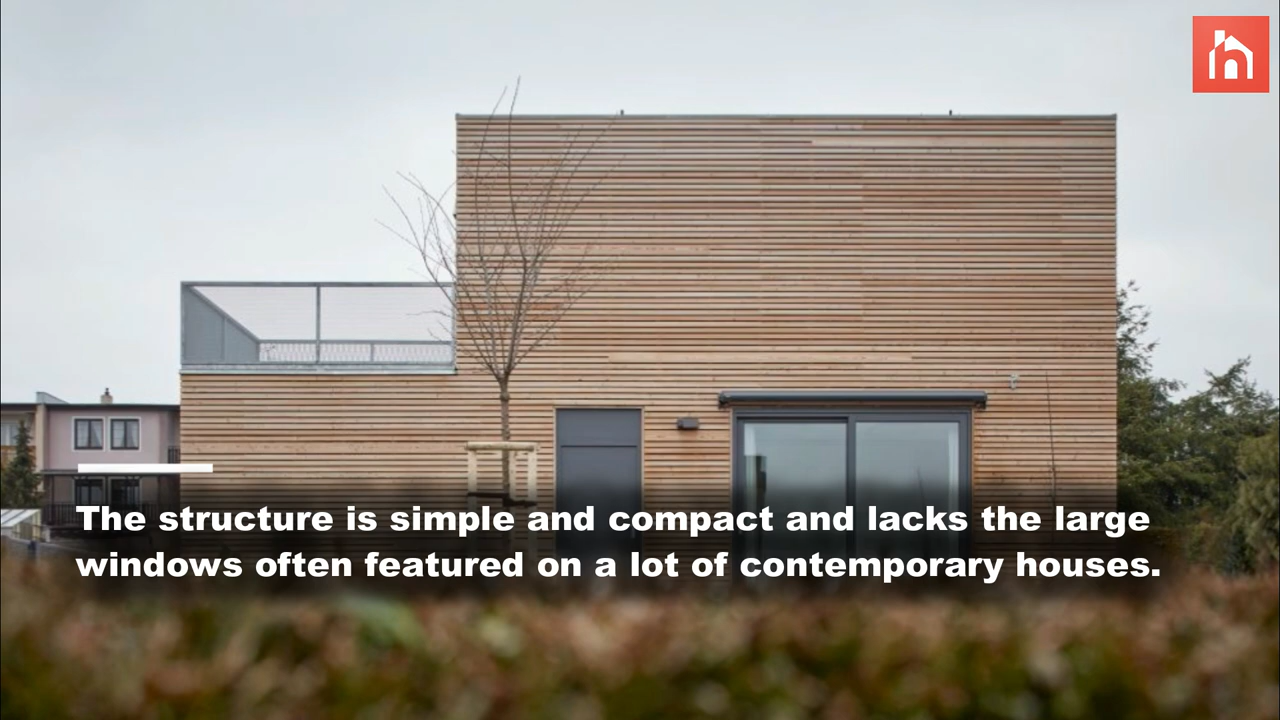 The structure is simple and compact and lacks the large
windows often featured on a lot of contemporary houses.